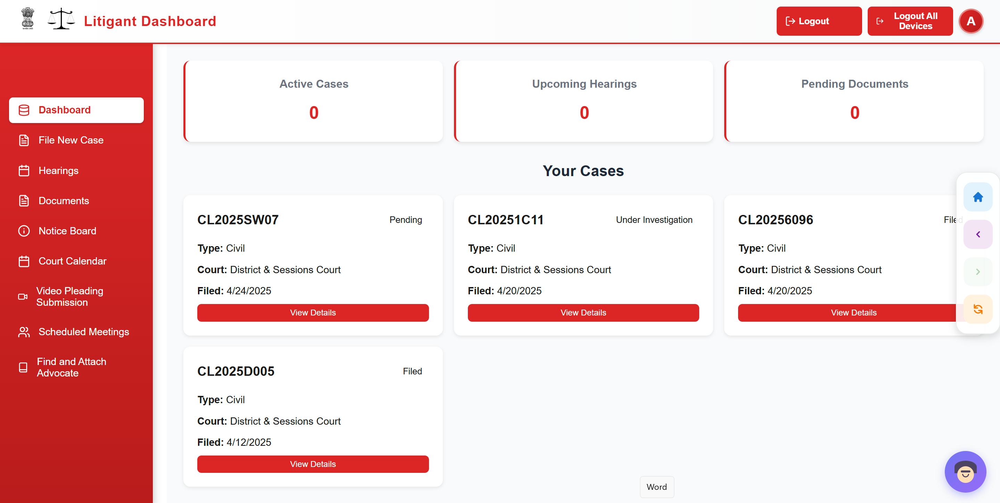 Litigant Dashboard
Logout
Logout All
Devices
A
Dashboard
File New Case
Hearings
Documents
Notice Board
Court Calendar
Video Pleading
Submission
Scheduled Meetings
Find and Attach
Advocate
Active Cases
0
Upcoming Hearings
0
Pending Documents
0
Your Cases
CL2025SW07
Pending
Type: Civil
Court: District & Sessions Court
Filed: 4/24/2025
View Details
CL20251C11
Under Investigation
Type: Civil
Court: District & Sessions Court
Filed: 4/20/2025
View Details
CL20256096
Filed
Type: Civil
Court: District & Sessions Court
Filed: 4/20/2025
View Details
CL2025D005
Filed
Type: Civil
Court: District & Sessions Court
Filed: 4/12/2025
View Details
Word